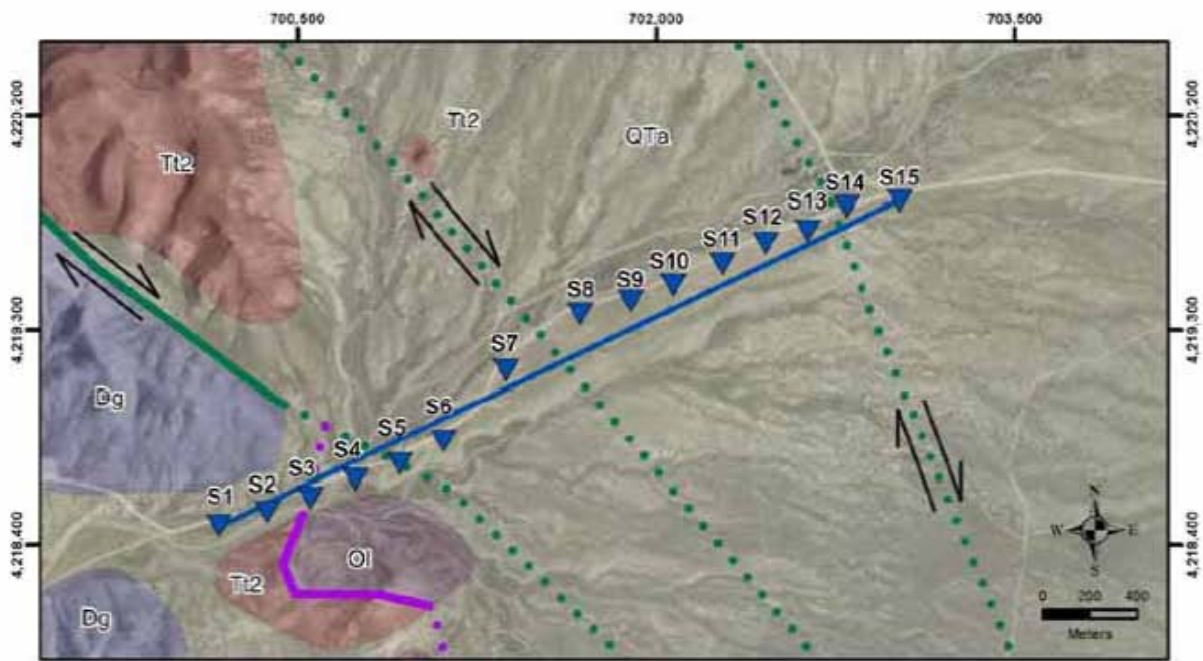 700,500
702,000
703,500
4,220,200
4,220,200
Tt2
QTa
Tt2
S15
S14
S13
S12
S11
S10
S9
S8
4,219,300
4,219,300
S7
Dg
S6
S5
S4
S3
S2
S1
N
W
E
S
4,218,400
4,218,400
Ol
Tt2
Dg
0 200 400
Meters